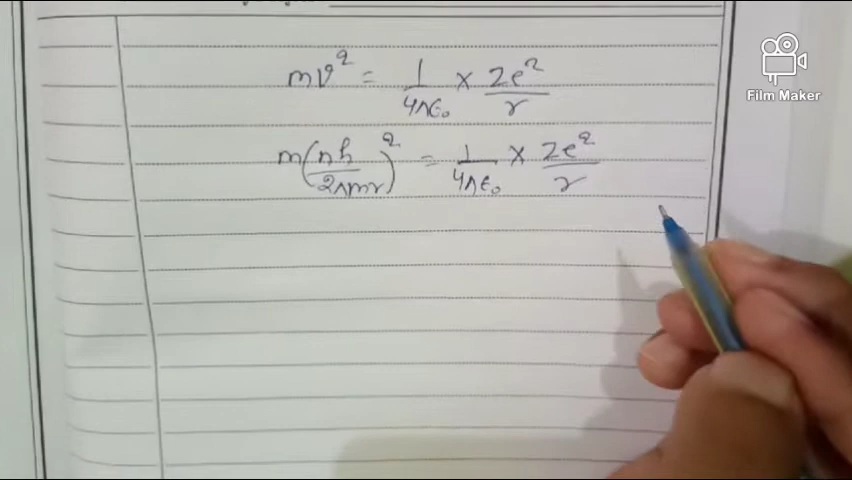 mv² = 1/4πε₀ × Ze²/r
m(nh/2πmr)² = 1/4πε₀ × Ze²/r
Film Maker